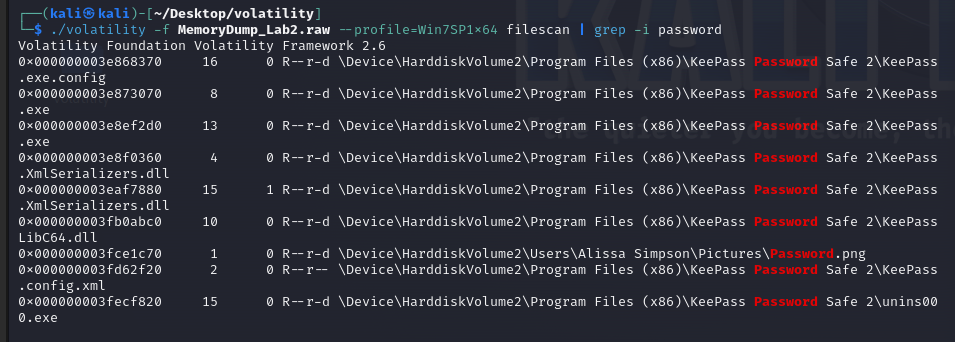 ┌──(kali㉿kali)-[~/Desktop/volatility]
└─$ ./volatility -f MemoryDump_Lab2.raw --profile=Win7SP1×64 filescan | grep -i password
Volatility Foundation Volatility Framework 2.6
0×000000003e868370     16      0 R--r-d \Device\HarddiskVolume2\Program Files (x86)\KeePass Password Safe 2\KeePass
.exe.config
0×000000003e873070      8      0 R--r-d \Device\HarddiskVolume2\Program Files (x86)\KeePass Password Safe 2\KeePass
.exe
0×000000003e8ef2d0     13      0 R--r-d \Device\HarddiskVolume2\Program Files (x86)\KeePass Password Safe 2\KeePass
.exe
0×000000003e8f0360      4      0 R--r-d \Device\HarddiskVolume2\Program Files (x86)\KeePass Password Safe 2\KeePass
.XmlSerializers.dll
0×000000003eaf7880     15      1 R--r-d \Device\HarddiskVolume2\Program Files (x86)\KeePass Password Safe 2\KeePass
.XmlSerializers.dll
0×000000003fb0abc0     10      0 R--r-d \Device\HarddiskVolume2\Program Files (x86)\KeePass Password Safe 2\KeePass
LibC64.dll
0×000000003fce1c70      1      0 R--r-d \Device\HarddiskVolume2\Users\Alissa Simpson\Pictures\Password.png
0×000000003fd62f20      2      0 R--r-- \Device\HarddiskVolume2\Program Files (x86)\KeePass Password Safe 2\KeePass
.config.xml
0×000000003fecf820     15      0 R--r-d \Device\HarddiskVolume2\Program Files (x86)\KeePass Password Safe 2\unins00
0.exe